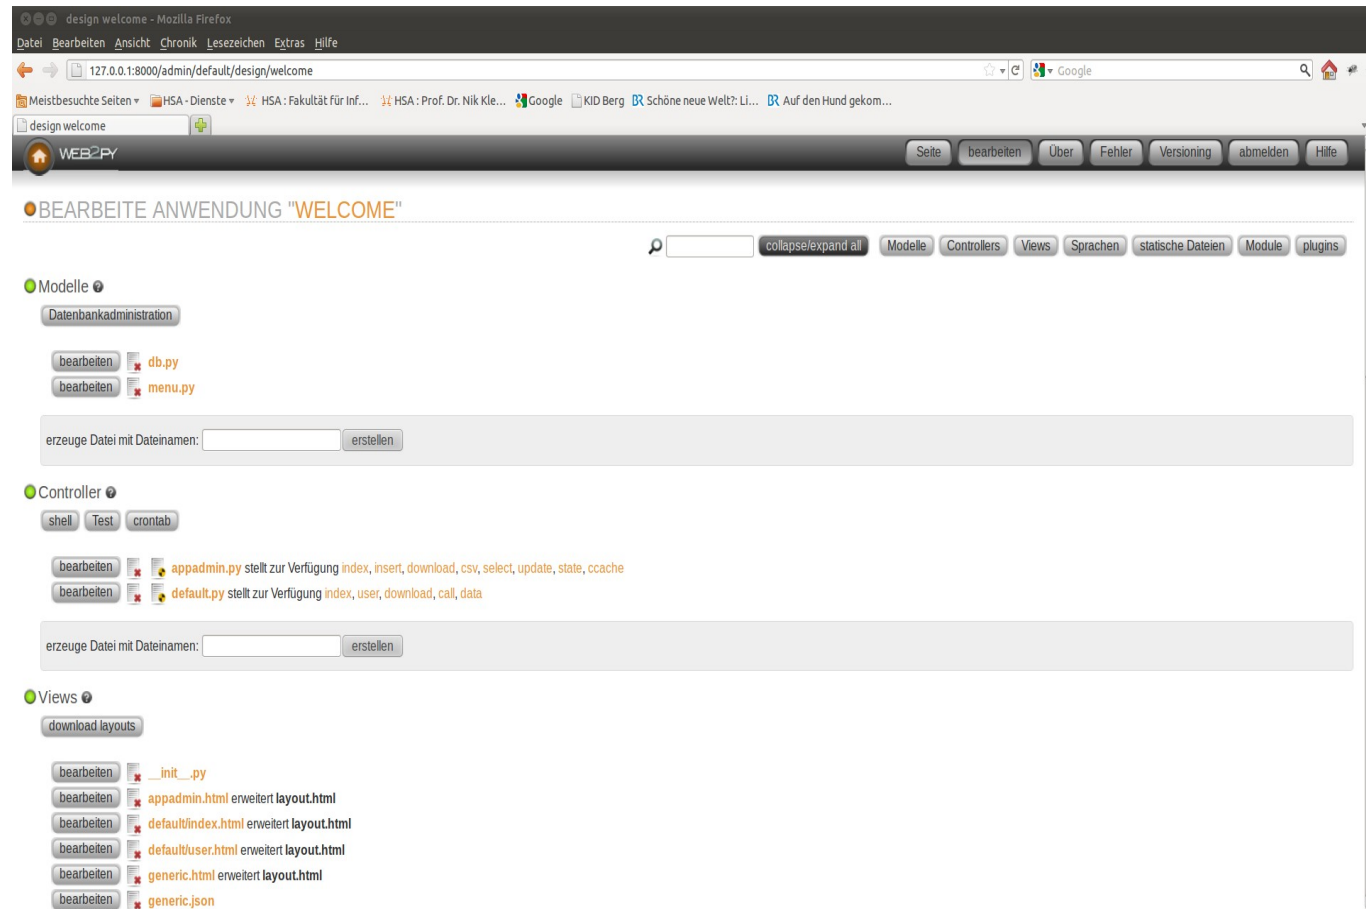 design welcome - Mozilla Firefox
Datei Bearbeiten Ansicht Chronik Lesezeichen Extras Hilfe
127.0.0.1:8000/admin/default/design/welcome Google
Meistbesuchte Seiten HSA - Dienste HSA : Fakultät für Inf... HSA : Prof. Dr. Nik Kle... Google KID Berg Schöne neue Welt?: Li... Auf den Hund gekom...
design welcome
WEB2PY Seite bearbeiten Über Fehler Versioning abmelden Hilfe
BEARBEITE ANWENDUNG "WELCOME"
collapse/expand all Modelle Controllers Views Sprachen statische Dateien Module plugins
Modelle
Datenbankadministration
bearbeiten db.py
bearbeiten menu.py
erzeuge Datei mit Dateinamen: erstellen
Controller
shell Test crontab
bearbeiten appadmin.py stellt zur Verfügung index, insert, download, csv, select, update, state, ccache
bearbeiten default.py stellt zur Verfügung index, user, download, call, data
erzeuge Datei mit Dateinamen: erstellen
Views
download layouts
bearbeiten __init__.py
bearbeiten appadmin.html erweitert layout.html
bearbeiten default/index.html erweitert layout.html
bearbeiten default/user.html erweitert layout.html
bearbeiten generic.html erweitert layout.html
bearbeiten generic.json